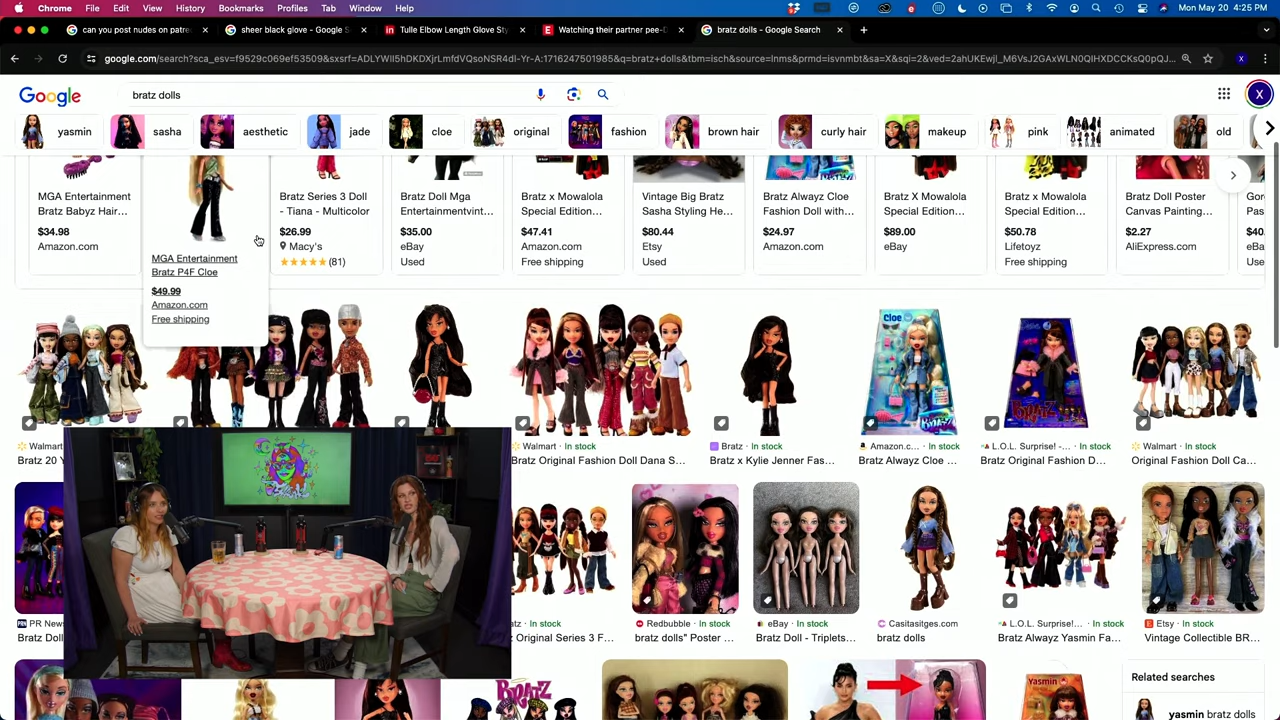 Chrome File Edit View History Bookmarks Profiles Tab Window Help
Mon May 20 4:25 PM
can you post nudes on patre
sheer black glove - Google S
Tulle Elbow Length Glove Sty
Watching their partner pee-D
bratz dolls - Google Search
Google
bratz dolls
X
yasmin
sasha
aesthetic
jade
cloe
original
fashion
brown hair
curly hair
makeup
pink
animated
old
MGA Entertainment
Bratz Babyz Hair...
$34.98
Amazon.com
MGA Entertainment
Bratz P4F Cloe
$49.99
Amazon.com
Free shipping
Bratz Series 3 Doll
- Tiana - Multicolor
$26.99
Macy's
(81)
Bratz Doll Mga
Entertainmentvint...
$35.00
eBay
Used
Bratz x Mowalola
Special Edition...
$47.41
Amazon.com
Free shipping
Vintage Big Bratz
Sasha Styling He...
$80.44
Etsy
Used
Bratz Alwayz Cloe
Fashion Doll with...
$24.97
Amazon.com
Bratz X Mowalola
Special Edition...
$89.00
eBay
Bratz x Mowalola
Special Edition...
$50.78
Lifetoyz
Free shipping
Bratz Doll Poster
Canvas Painting...
$2.27
AliExpress.com
Walmart
Bratz 20 Y
Walmart · In stock
Bratz Original Fashion Doll Dana S...
Bratz · In stock
Bratz x Kylie Jenner Fas...
Cloe
Amazon.c... · In stock
Bratz Alwayz Cloe ...
L.O.L. Surprise! -...
Bratz Original Fashion D...
Walmart · In stock
Original Fashion Doll Ca...
PR News
Bratz Doll
In stock
Original Series 3 F...
Redbubble · In stock
bratz dolls" Poster ...
eBay · In stock
Bratz Doll - Triplets...
Casitasigtes.com
bratz dolls
L.O.L. Surprise!... · In stock
Bratz Alwayz Yasmin Fa...
Etsy · In stock
Vintage Collectible BR...
BRATZ
Yasmin
Related searches
yasmin bratz dolls